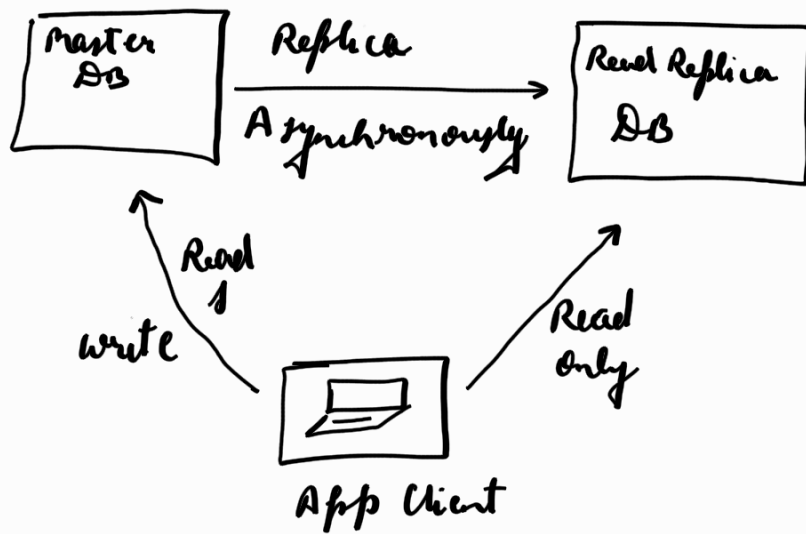 Master
DB
Replica
Asynchronously
Read Replica
DB
Read
write
Read
only
App Client